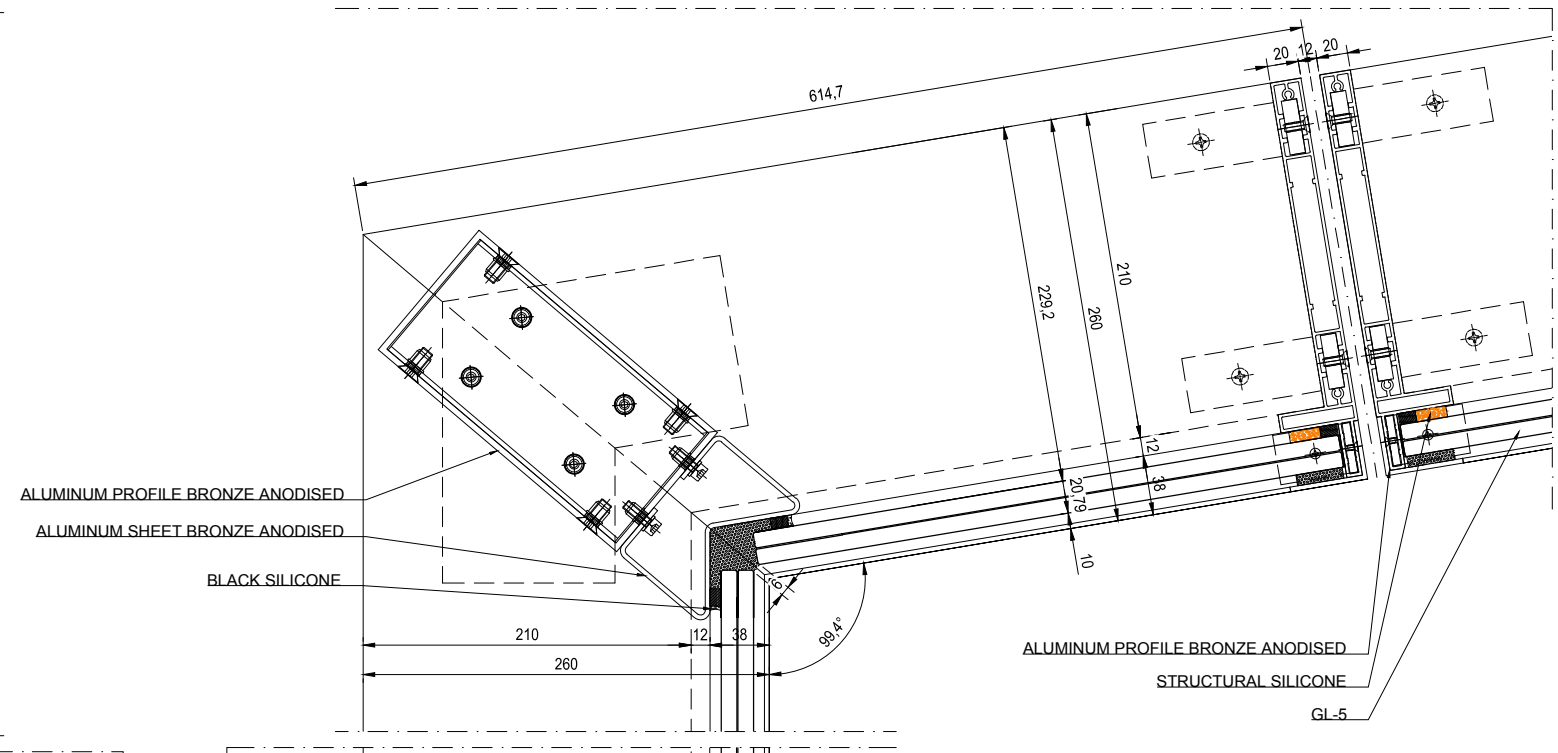 20 12 20
614,7
210
229,2
260
12
38
20,79
10
ALUMINUM PROFILE BRONZE ANODISED
ALUMINUM SHEET BRONZE ANODISED
BLACK SILICONE
6
210 12 38
99,4°
260
ALUMINUM PROFILE BRONZE ANODISED
STRUCTURAL SILICONE
GL-5